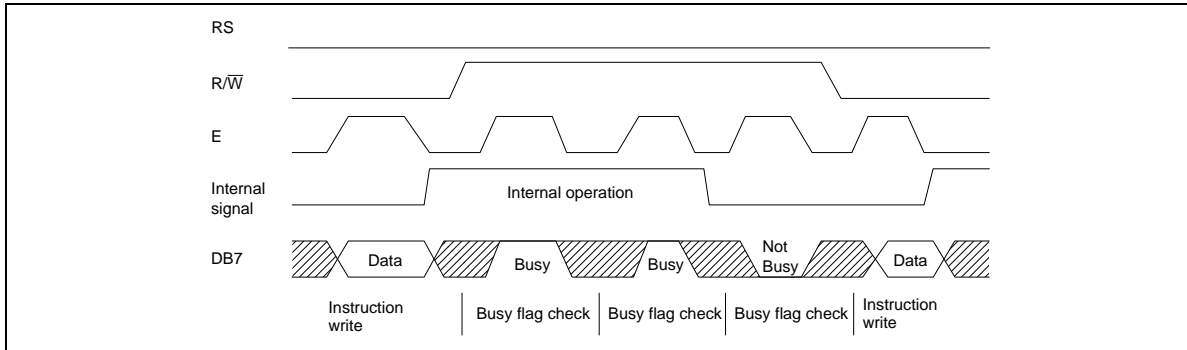 RS
R/W̅
E
Internal
signal
Internal operation
DB7
Data
Busy
Busy
Not
Busy
Data
Instruction
write
Busy flag check
Busy flag check
Busy flag check
Instruction
write